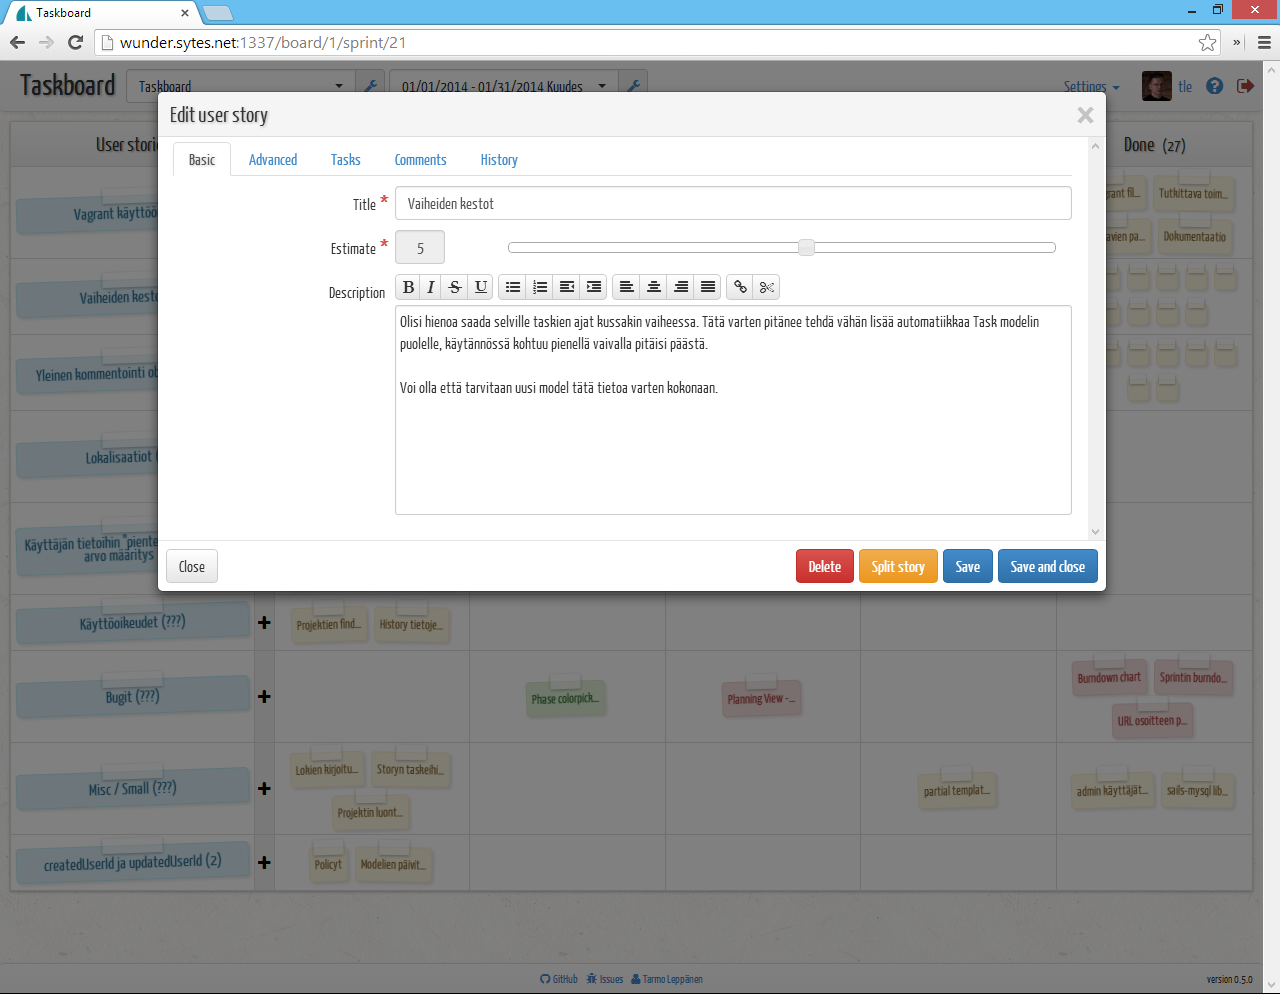 Taskboard
wunder.sytes.net:1337/board/1/sprint/21
Taskboard
Taskboard
01/01/2014 - 01/31/2014 Kuudes
Settings
tle
Edit user story
Basic
Advanced
Tasks
Comments
History
Title *
Vaiheiden kestot
Estimate *
5
Description
B I S U
Olisi hienoa saada selville taskien ajat kussakin vaiheessa. Tätä varten pitänee tehdä vähän lisää automatiikkaa Task modelin
puolelle, käytännössä kohtuu pienellä vaivalla pitäisi päästä.
Voi olla että tarvitaan uusi model tätä tietoa varten kokonaan.
Close
Delete
Split story
Save
Save and close
User stori
Done (27)
Vagrant käyttöö
rant fil...
Tutkittava toim...
avien pa...
Dokumentaatio
Vaiheiden kest
Yleinen kommentointi ob
Lokalisaatiot (
Käyttäjän tietoihin "piente
arvo määritys
Käyttöoikeudet (???)
+
Projektien find...
History tietoje...
Bugit (???)
+
Phase colorpick...
Planning View -...
Burndown chart
Sprintin burndo...
URL osoitteen p...
Misc / Small (???)
+
Lokien kirjoitu...
Storyn taskeihi...
Projektin luont...
partial templat...
admin käyttäjät...
sails-mysql lib...
createdUserId ja updatedUserId (2)
+
Policyt
Modelien päivit...
GitHub
Issues
Tarmo Leppänen
version 0.5.0